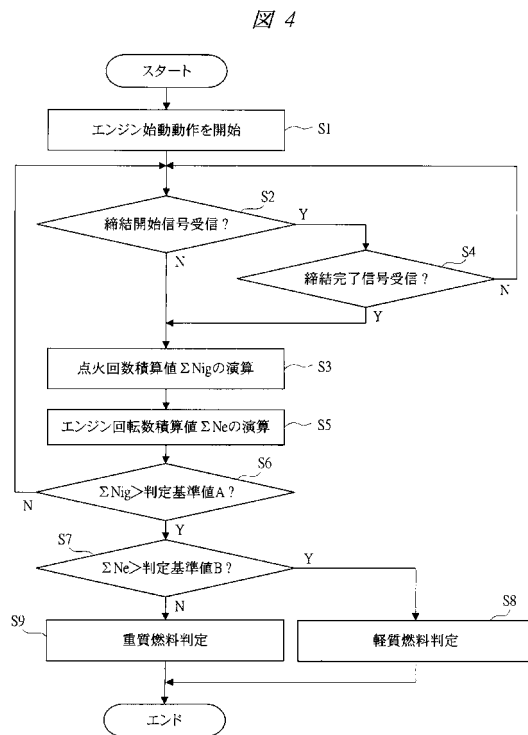 図 4
スタート
エンジン始動動作を開始
S1
締結開始信号受信？
S2
Y
N
締結完了信号受信？
S4
N
Y
点火回数積算値ΣNigの演算
S3
エンジン回転数積算値ΣNeの演算
S5
ΣNig＞判定基準値A？
S6
N
Y
S7
ΣNe＞判定基準値B？
Y
N
S9
重質燃料判定
S8
軽質燃料判定
エンド